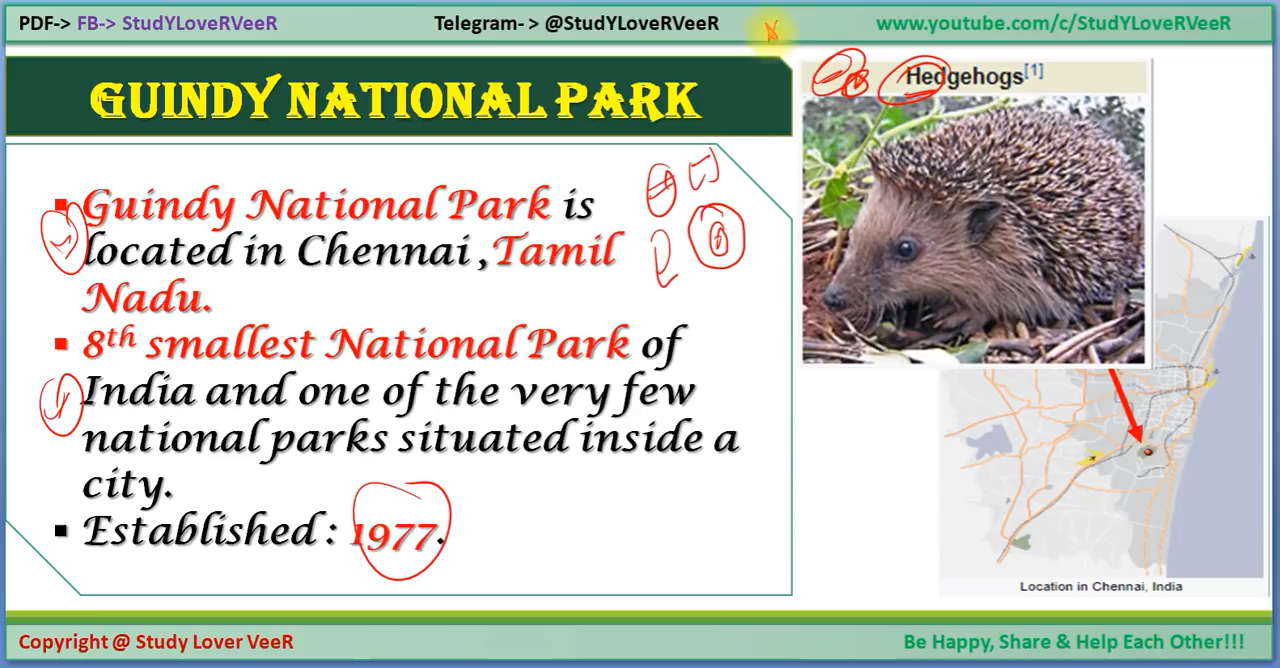 PDF-> FB-> StudYLoveRVeeR
Telegram- > @StudYLoveRVeeR
www.youtube.com/c/StudYLoveRVeeR
GUINDY NATIONAL PARK
Hedgehogs[1]
▪ Guindy National Park is
located in Chennai ,Tamil
Nadu.
▪ 8th smallest National Park of
India and one of the very few
national parks situated inside a
city.
▪ Established : 1977.
Location in Chennai, India
Copyright @ Study Lover VeeR
Be Happy, Share & Help Each Other!!!